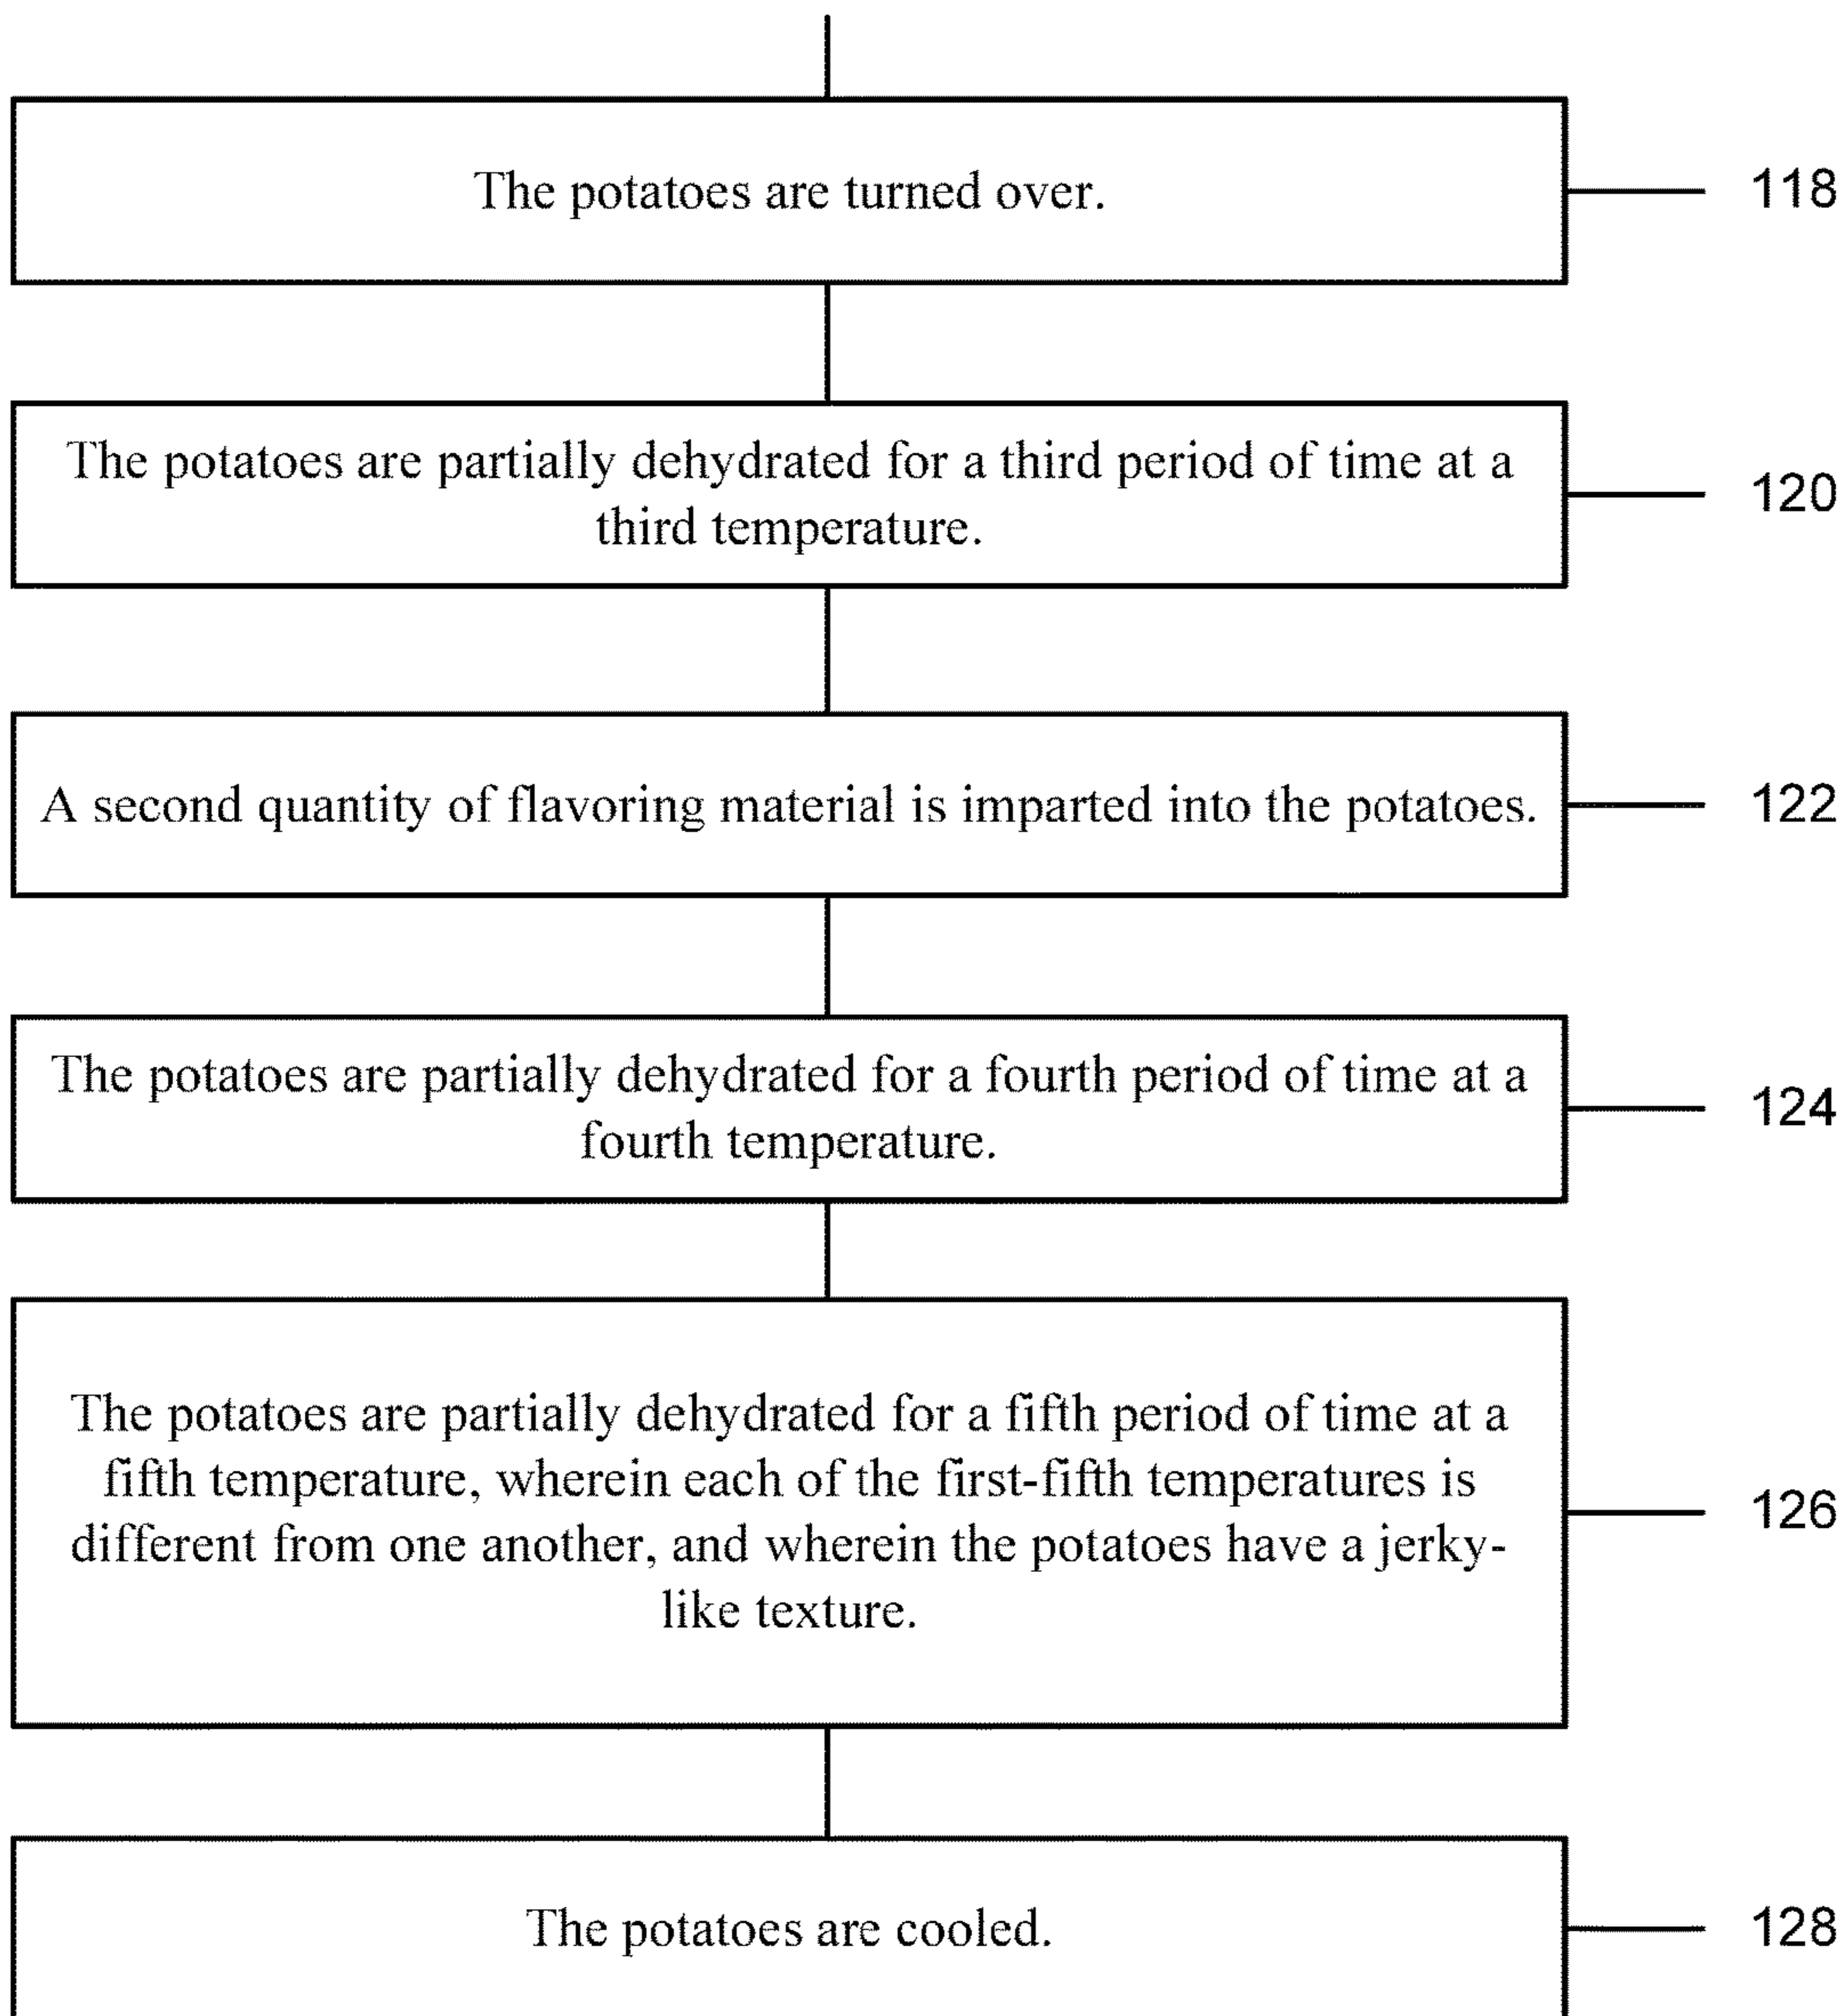 The potatoes are turned over.
118
The potatoes are partially dehydrated for a third period of time at a
third temperature.
120
A second quantity of flavoring material is imparted into the potatoes.
122
The potatoes are partially dehydrated for a fourth period of time at a
fourth temperature.
124
The potatoes are partially dehydrated for a fifth period of time at a
fifth temperature, wherein each of the first-fifth temperatures is
different from one another, and wherein the potatoes have a jerky-
like texture.
126
The potatoes are cooled.
128